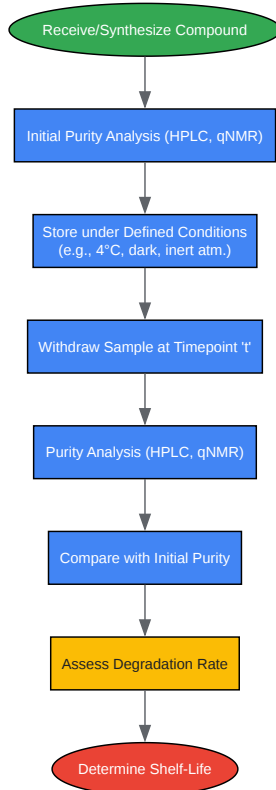 Receive/Synthesize Compound
Initial Purity Analysis (HPLC, qNMR)
Store under Defined Conditions
(e.g., 4°C, dark, inert atm.)
Withdraw Sample at Timepoint 't'
Purity Analysis (HPLC, qNMR)
Compare with Initial Purity
Assess Degradation Rate
Determine Shelf-Life